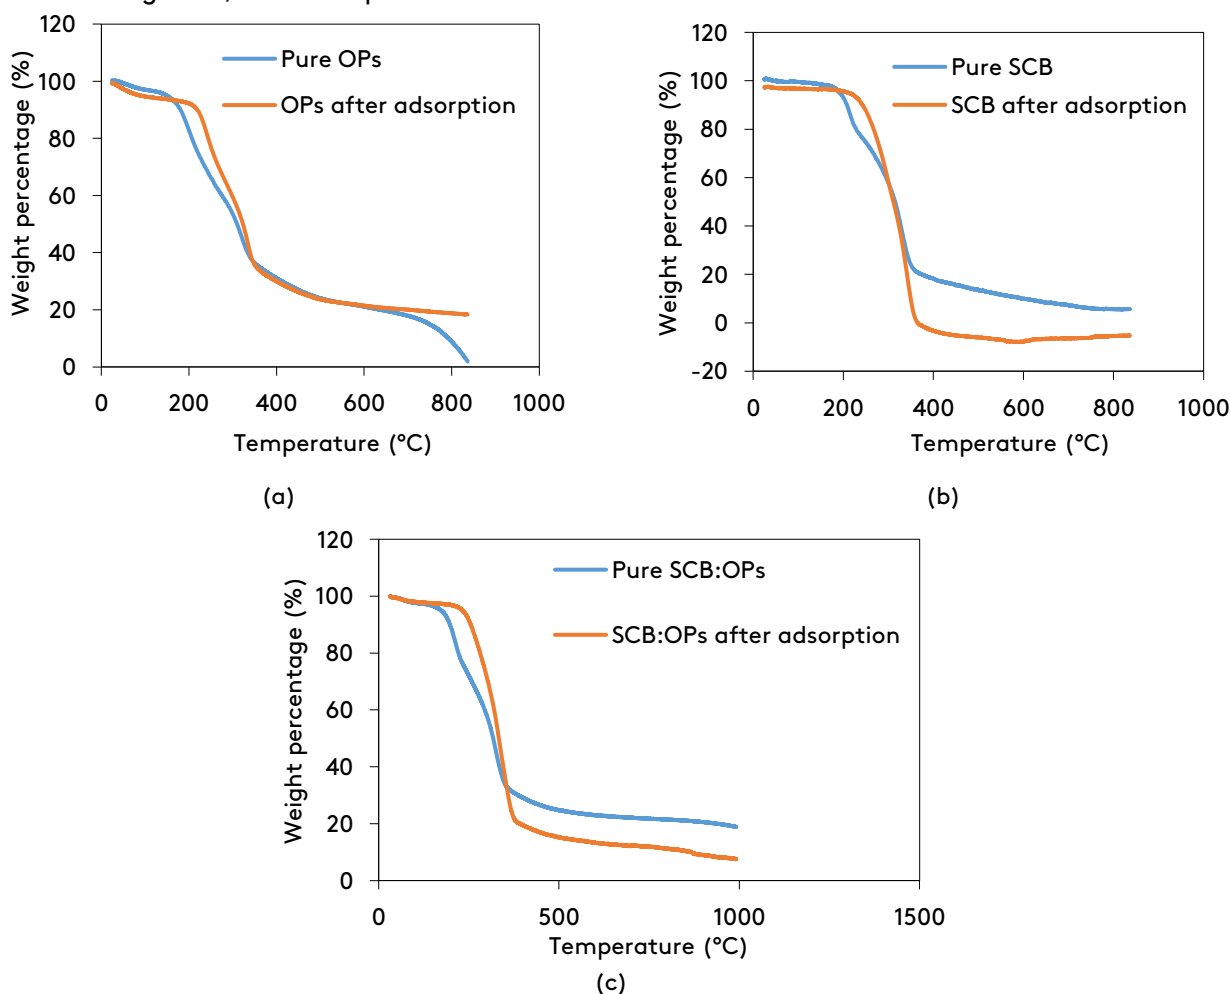 120
100
80
60
40
20
0
Weight percentage (%)
Pure OPs
OPs after adsorption
0 200 400 600 800 1000
Temperature (°C)
(a)
120
100
80
60
40
20
0
-20
Weight percentage (%)
Pure SCB
SCB after adsorption
0 200 400 600 800 1000
Temperature (°C)
(b)
120
100
80
60
40
20
0
Weight percentage (%)
Pure SCB:OPs
SCB:OPs after adsorption
0 500 1000 1500
Temperature (°C)
(c)